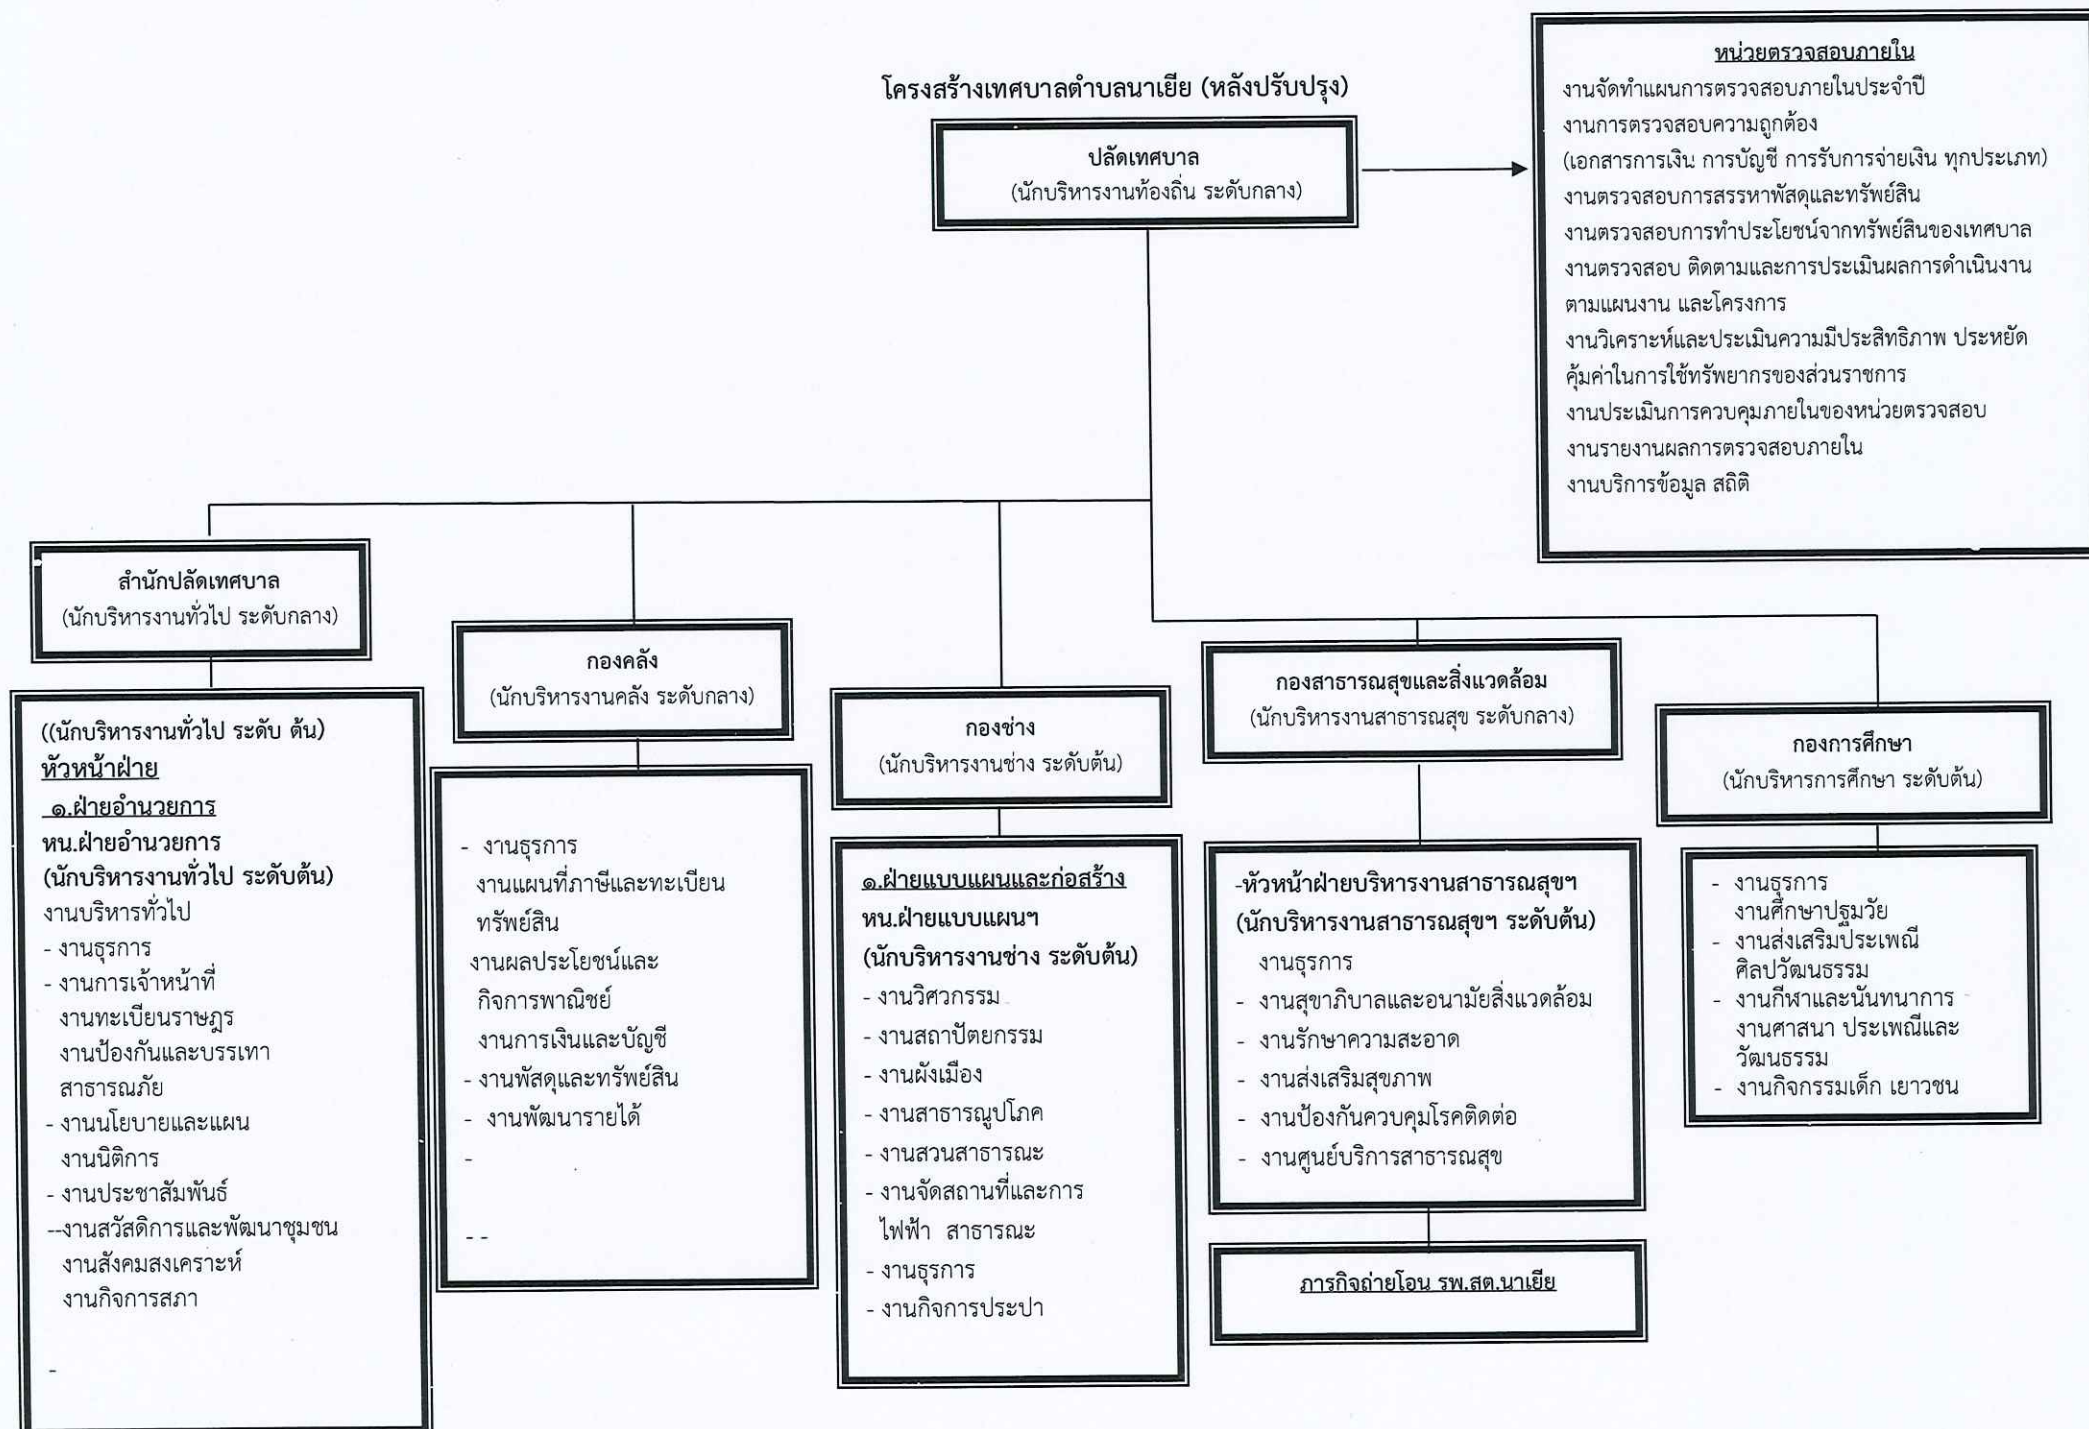 โครงสร้างเทศบาลตำบลนาเยีย (หลังปรับปรุง)
ปลัดเทศบาล
(นักบริหารงานท้องถิ่น ระดับกลาง)
หน่วยตรวจสอบภายใน
งานจัดทำแผนการตรวจสอบภายในประจำปี
งานการตรวจสอบความถูกต้อง
(เอกสารการเงิน การบัญชี การรับการจ่ายเงิน ทุกประเภท)
งานตรวจสอบการสรรหาพัสดุและทรัพย์สิน
งานตรวจสอบการทำประโยชน์จากทรัพย์สินของเทศบาล
งานตรวจสอบ ติดตามและการประเมินผลการดำเนินงาน
ตามแผนงาน และโครงการ
งานวิเคราะห์และประเมินความมีประสิทธิภาพ ประหยัด
คุ้มค่าในการใช้ทรัพยากรของส่วนราชการ
งานประเมินการควบคุมภายในของหน่วยตรวจสอบ
งานรายงานผลการตรวจสอบภายใน
งานบริการข้อมูล สถิติ
สำนักปลัดเทศบาล
(นักบริหารงานทั่วไป ระดับกลาง)
((นักบริหารงานทั่วไป ระดับ ต้น)
หัวหน้าฝ่าย
๑.ฝ่ายอำนวยการ
หน.ฝ่ายอำนวยการ
(นักบริหารงานทั่วไป ระดับต้น)
งานบริหารทั่วไป
- งานธุรการ
- งานการเจ้าหน้าที่
งานทะเบียนราษฎร
งานป้องกันและบรรเทา
สาธารณภัย
- งานนโยบายและแผน
งานนิติการ
- งานประชาสัมพันธ์
--งานสวัสดิการและพัฒนาชุมชน
งานสังคมสงเคราะห์
งานกิจการสภา
-
กองคลัง
(นักบริหารงานคลัง ระดับกลาง)
- งานธุรการ
งานแผนที่ภาษีและทะเบียน
ทรัพย์สิน
งานผลประโยชน์และ
กิจการพาณิชย์
งานการเงินและบัญชี
- งานพัสดุและทรัพย์สิน
- งานพัฒนารายได้
-
- -
กองช่าง
(นักบริหารงานช่าง ระดับต้น)
๑.ฝ่ายแบบแผนและก่อสร้าง
หน.ฝ่ายแบบแผนฯ
(นักบริหารงานช่าง ระดับต้น)
- งานวิศวกรรม
- งานสถาปัตยกรรม
- งานผังเมือง
- งานสาธารณูปโภค
- งานสวนสาธารณะ
- งานจัดสถานที่และการ
ไฟฟ้า สาธารณะ
- งานธุรการ
- งานกิจการประปา
กองสาธารณสุขและสิ่งแวดล้อม
(นักบริหารงานสาธารณสุข ระดับกลาง)
-หัวหน้าฝ่ายบริหารงานสาธารณสุขฯ
(นักบริหารงานสาธารณสุขฯ ระดับต้น)
งานธุรการ
- งานสุขาภิบาลและอนามัยสิ่งแวดล้อม
- งานรักษาความสะอาด
- งานส่งเสริมสุขภาพ
- งานป้องกันควบคุมโรคติดต่อ
- งานศูนย์บริการสาธารณสุข
ภารกิจถ่ายโอน รพ.สต.นาเยีย
กองการศึกษา
(นักบริหารการศึกษา ระดับต้น)
- งานธุรการ
งานศึกษาปฐมวัย
- งานส่งเสริมประเพณี
ศิลปวัฒนธรรม
- งานกีฬาและนันทนาการ
งานศาสนา ประเพณีและ
วัฒนธรรม
- งานกิจกรรมเด็ก เยาวชน